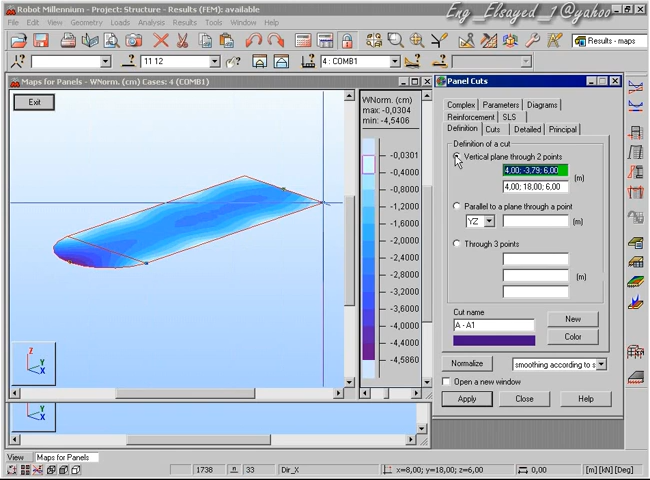 Robot Millennium - Project: Structure - Results (FEM): available
Eng_Elsayed_1@yahoo
File Edit View Geometry Loads Analysis Results Tools Window Help
Results - maps
11 12
4 : COMB1
Maps for Panels - WNorm. (cm) Cases: 4 (COMB1)
Exit
WNorm. (cm)
max: -0,0304
min: -4,5406
-0,0301
-0,4000
-0,8000
-1,2000
-1,6000
-2,0000
-2,4000
-2,8000
-3,2000
-3,6000
-4,0000
-4,4000
-4,5860
Z
Y
X
Z
Y
X
Panel Cuts
Complex Parameters Diagrams
Reinforcement SLS
Definition Cuts Detailed Principal
Definition of a cut
Vertical plane through 2 points
4,00; -3,79; 6,00
(m)
4,00; 18,00; 6,00
Parallel to a plane through a point
YZ
(m)
Through 3 points
(m)
Cut name
A - A1
New
Color
Normalize
smoothing according to s
Open a new window
Apply Close Help
View Maps for Panels
1738 33 Dir_X x=8,00; y=18,00; z=6,00 0,00 [m] [kN] [Deg]